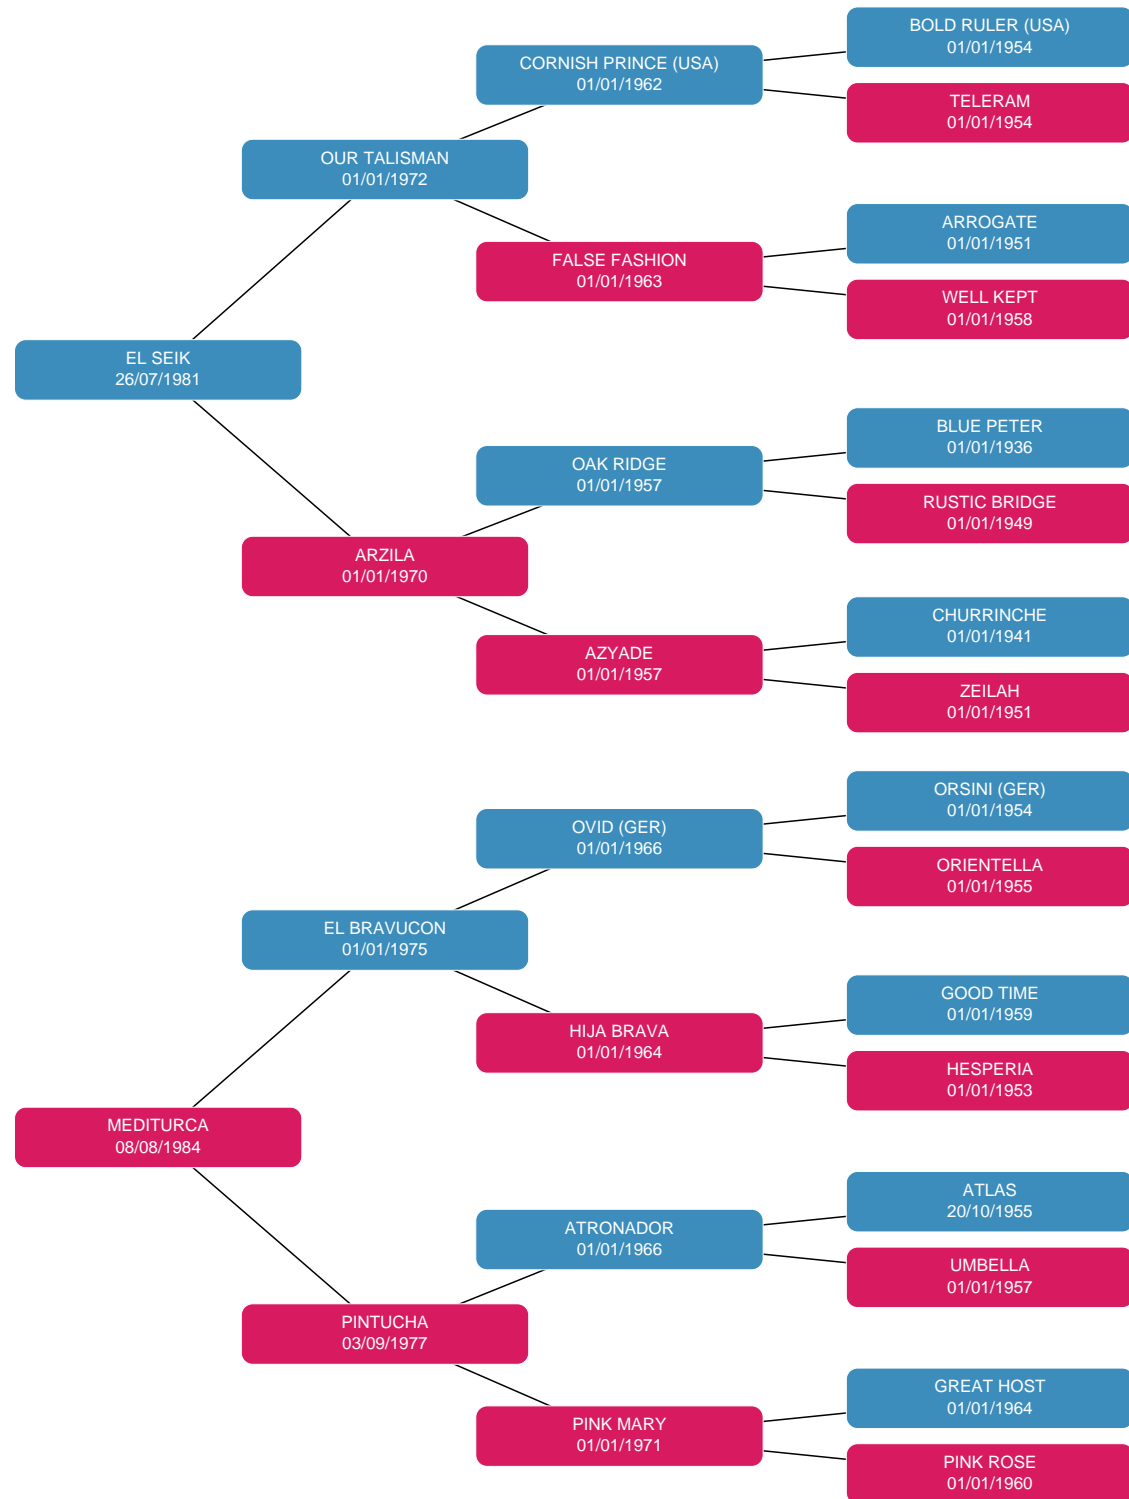 BOLD RULER (USA)
01/01/1954
CORNISH PRINCE (USA)
01/01/1962
TELERAM
01/01/1954
OUR TALISMAN
01/01/1972
ARROGATE
01/01/1951
FALSE FASHION
01/01/1963
WELL KEPT
01/01/1958
EL SEIK
26/07/1981
BLUE PETER
01/01/1936
OAK RIDGE
01/01/1957
RUSTIC BRIDGE
01/01/1949
ARZILA
01/01/1970
CHURRINCHE
01/01/1941
AZYADE
01/01/1957
ZEILAH
01/01/1951
ORSINI (GER)
01/01/1954
OVID (GER)
01/01/1966
ORIENTELLA
01/01/1955
EL BRAVUCON
01/01/1975
GOOD TIME
01/01/1959
HIJA BRAVA
01/01/1964
HESPERIA
01/01/1953
MEDITURCA
08/08/1984
ATLAS
20/10/1955
ATRONADOR
01/01/1966
UMBELLA
01/01/1957
PINTUCHA
03/09/1977
GREAT HOST
01/01/1964
PINK MARY
01/01/1971
PINK ROSE
01/01/1960